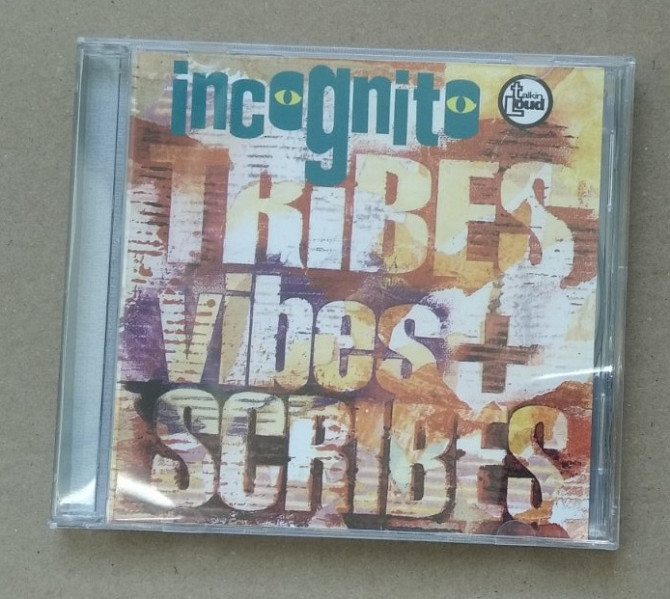 incognito
talkin loud
TRiBES
vibes +
SCRIBES